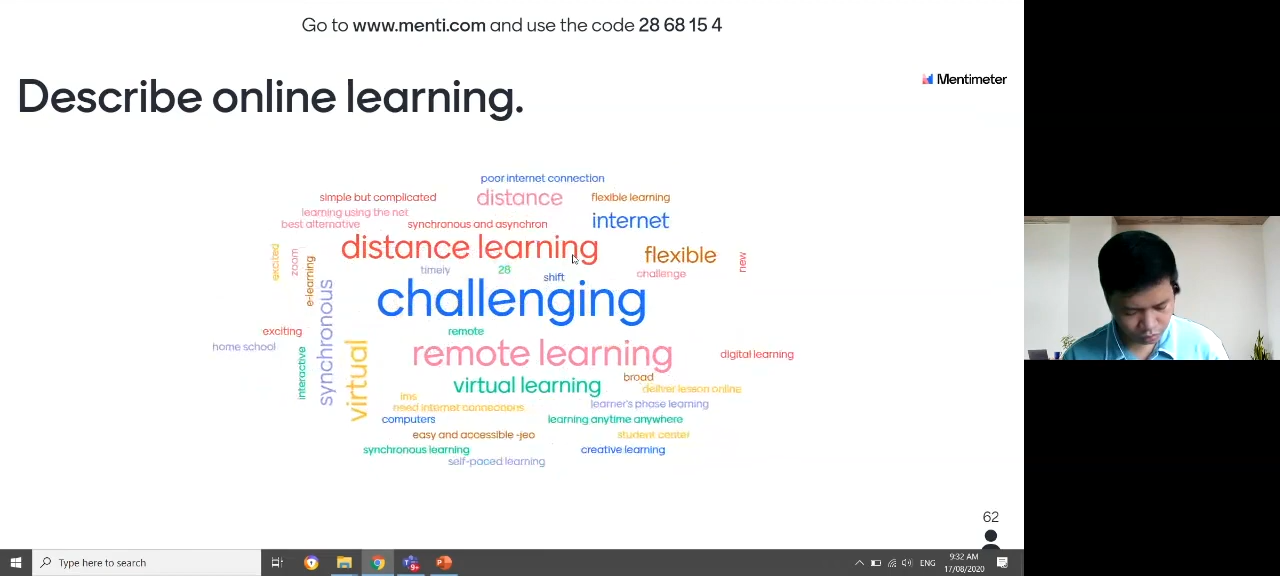 Go to www.menti.com and use the code 28 68 15 4
Mentimeter
Describe online learning.
poor internet connection
simple but complicated
distance
flexible learning
learning using the net
internet
best alternative
synchronous and asynchron
distance learning
flexible
excited
zoom
e-learning
timely
28
shift
challenge
new
challenging
synchronous
exciting
remote
home school
interactive
virtual
remote learning
digital learning
virtual learning
broad
deliver lesson online
lms
need internet connections
learner's phase learning
computers
learning anytime anywhere
easy and accessible -jeo
student center
synchronous learning
creative learning
self-paced learning
62
Type here to search
9+
ENG
9:32 AM
17/08/2020